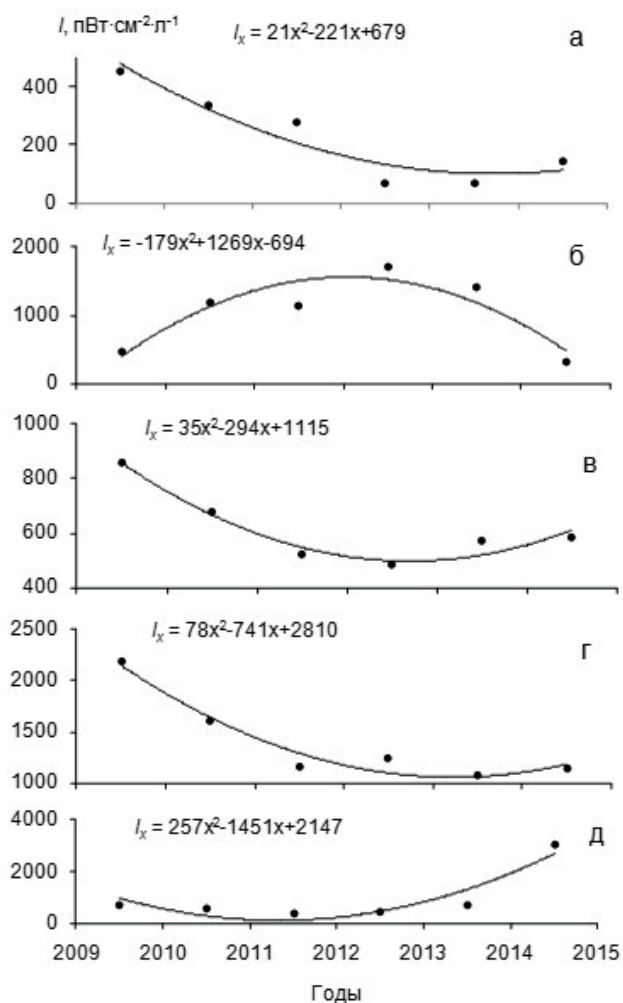 I, пВт·см⁻²·л⁻¹
Iₓ = 21x²-221x+679
а
400
200
0
Iₓ = -179x²+1269x-694
б
2000
1000
0
Iₓ = 35x²-294x+1115
в
1000
800
600
400
Iₓ = 78x²-741x+2810
г
2500
2000
1500
1000
Iₓ = 257x²-1451x+2147
д
4000
2000
0
2009 2010 2011 2012 2013 2014 2015
Годы